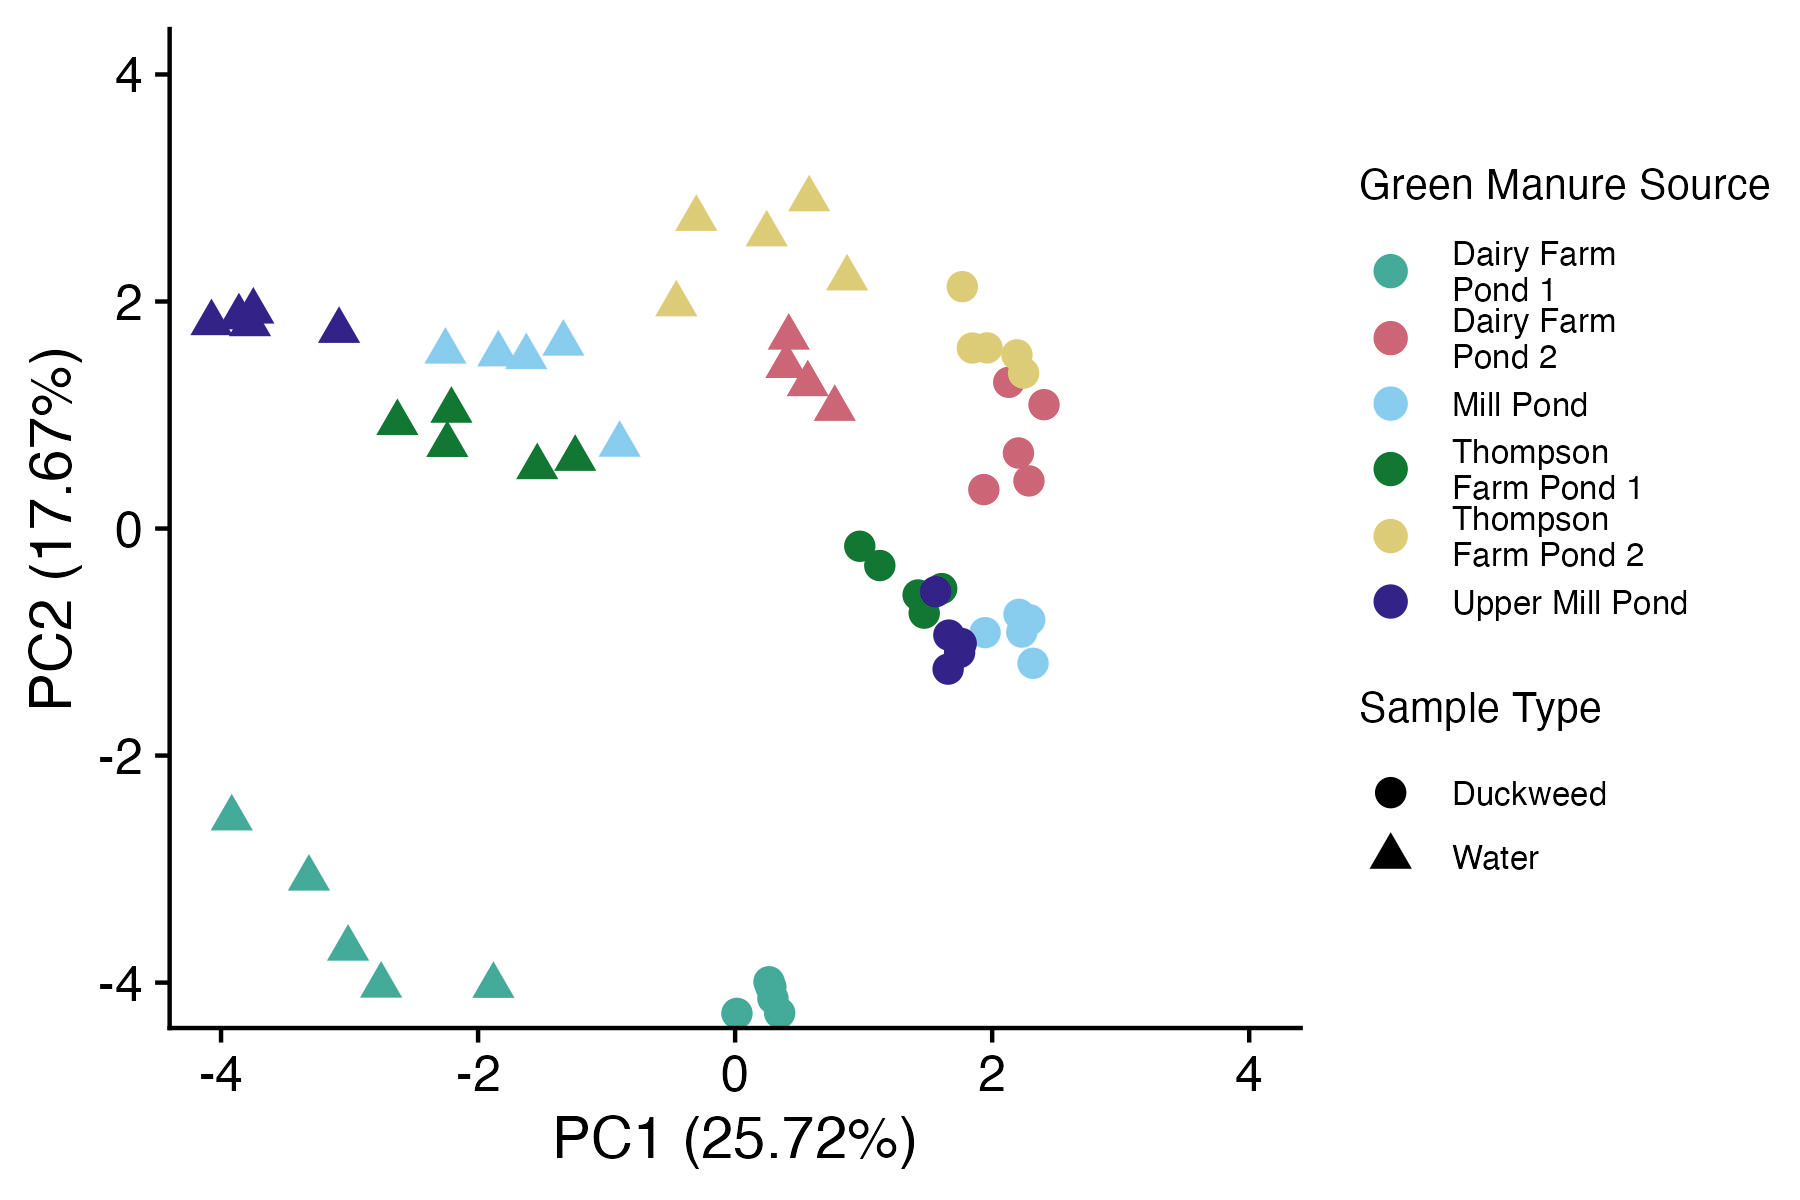 4
2
0
-2
-4
PC2 (17.67%)
-4
-2
0
2
4
PC1 (25.72%)
Green Manure Source
Dairy Farm
Pond 1
Dairy Farm
Pond 2
Mill Pond
Thompson
Farm Pond 1
Thompson
Farm Pond 2
Upper Mill Pond
Sample Type
Duckweed
Water